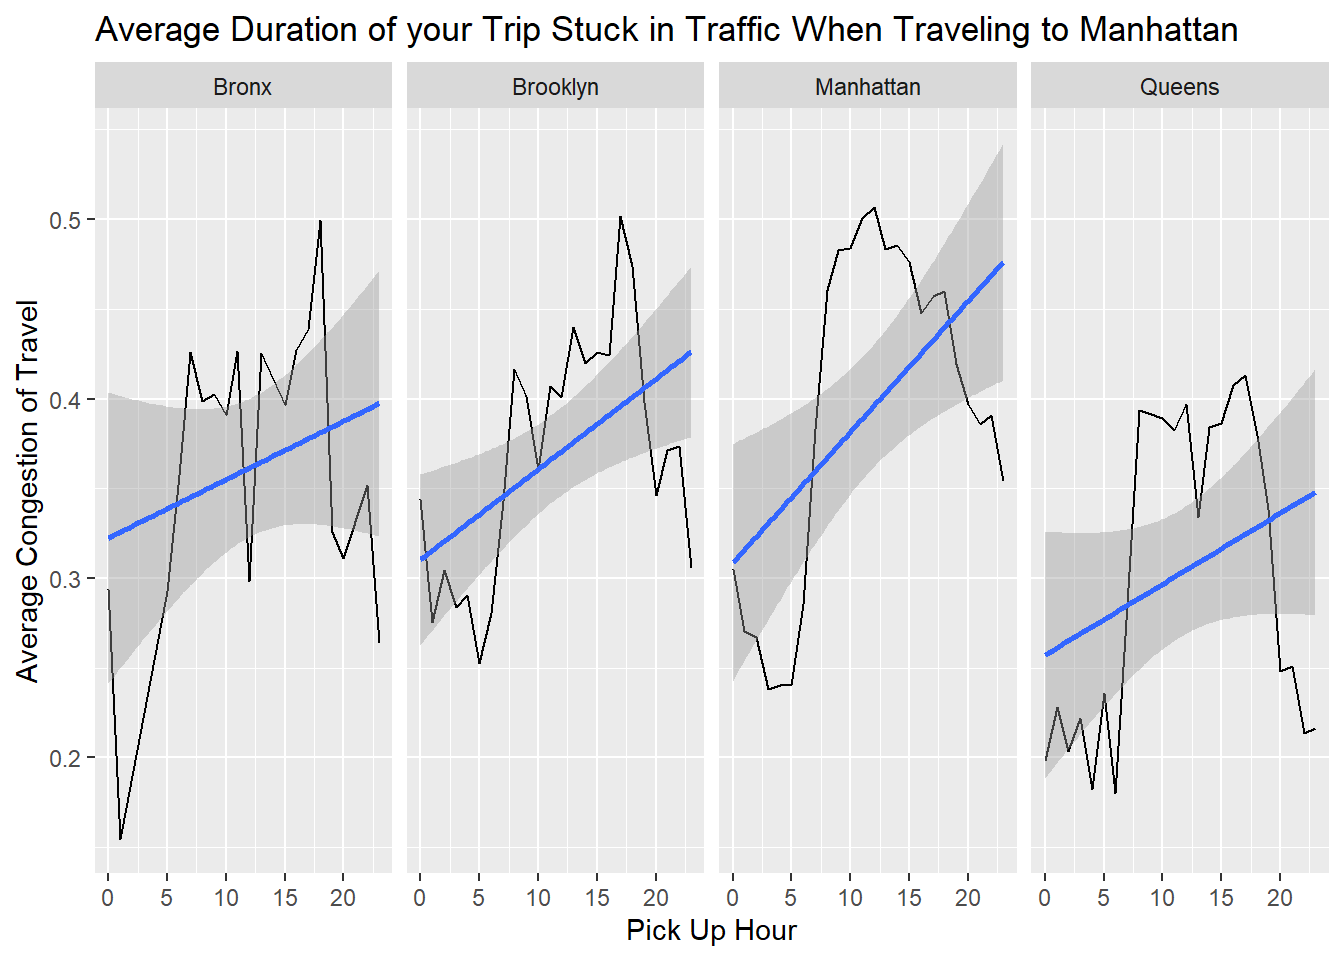 Average Duration of your Trip Stuck in Traffic When Traveling to Manhattan
Bronx Brooklyn Manhattan Queens
Average Congestion of Travel
0.5
0.4
0.3
0.2
0 5 10 15 20 0 5 10 15 20 0 5 10 15 20 0 5 10 15 20
Pick Up Hour